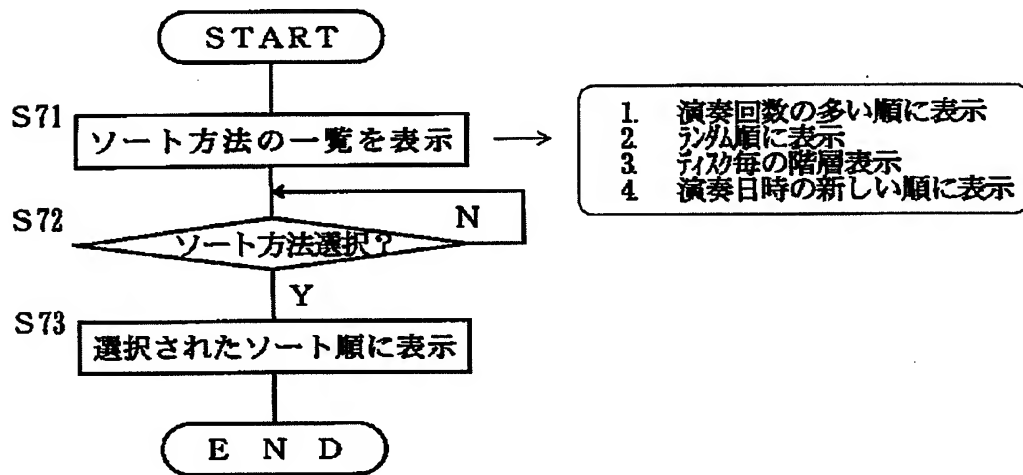 START
S71
ソート方法の一覧を表示
1. 演奏回数の多い順に表示
2. ランダム順に表示
3. ディスク毎の階層表示
4. 演奏日時の新しい順に表示
S72
ソート方法選択?
N
Y
S73
選択されたソート順に表示
E N D